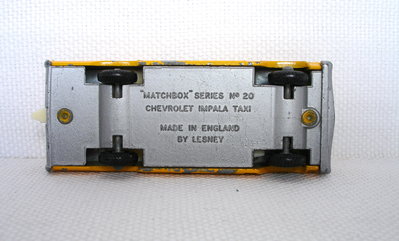 "MATCHBOX" SERIES Nº 20
CHEVROLET IMPALA TAXI
MADE IN ENGLAND
BY LESNEY